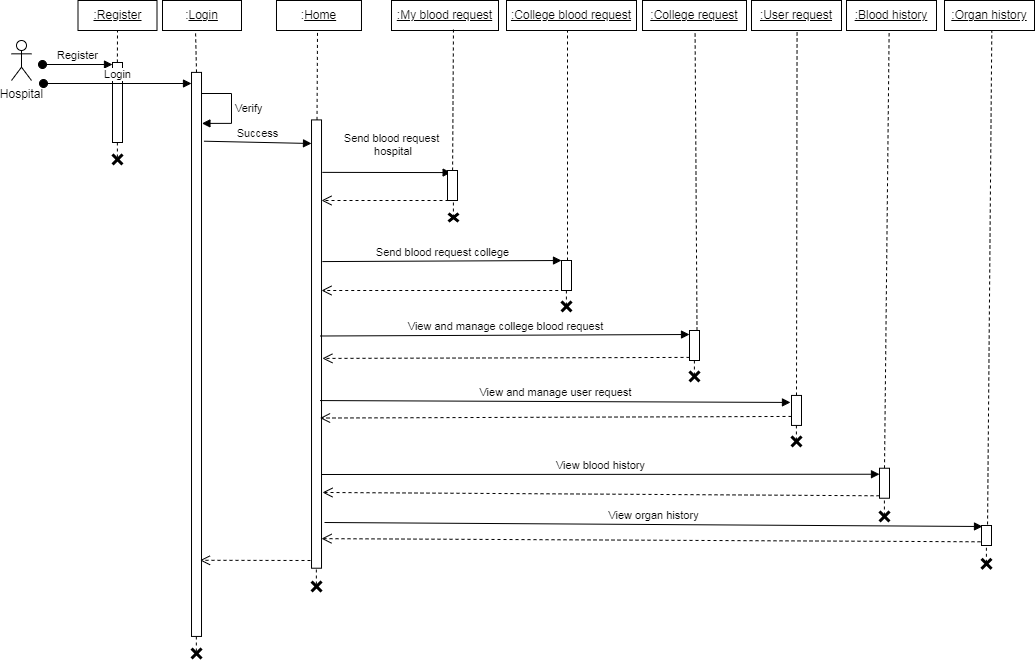 :Register
:Login
:Home
:My blood request
:College blood request
:College request
:User request
:Blood history
:Organ history
Register
Login
Hospital
Verify
Success
Send blood request
hospital
Send blood request college
View and manage college blood request
View and manage user request
View blood history
View organ history